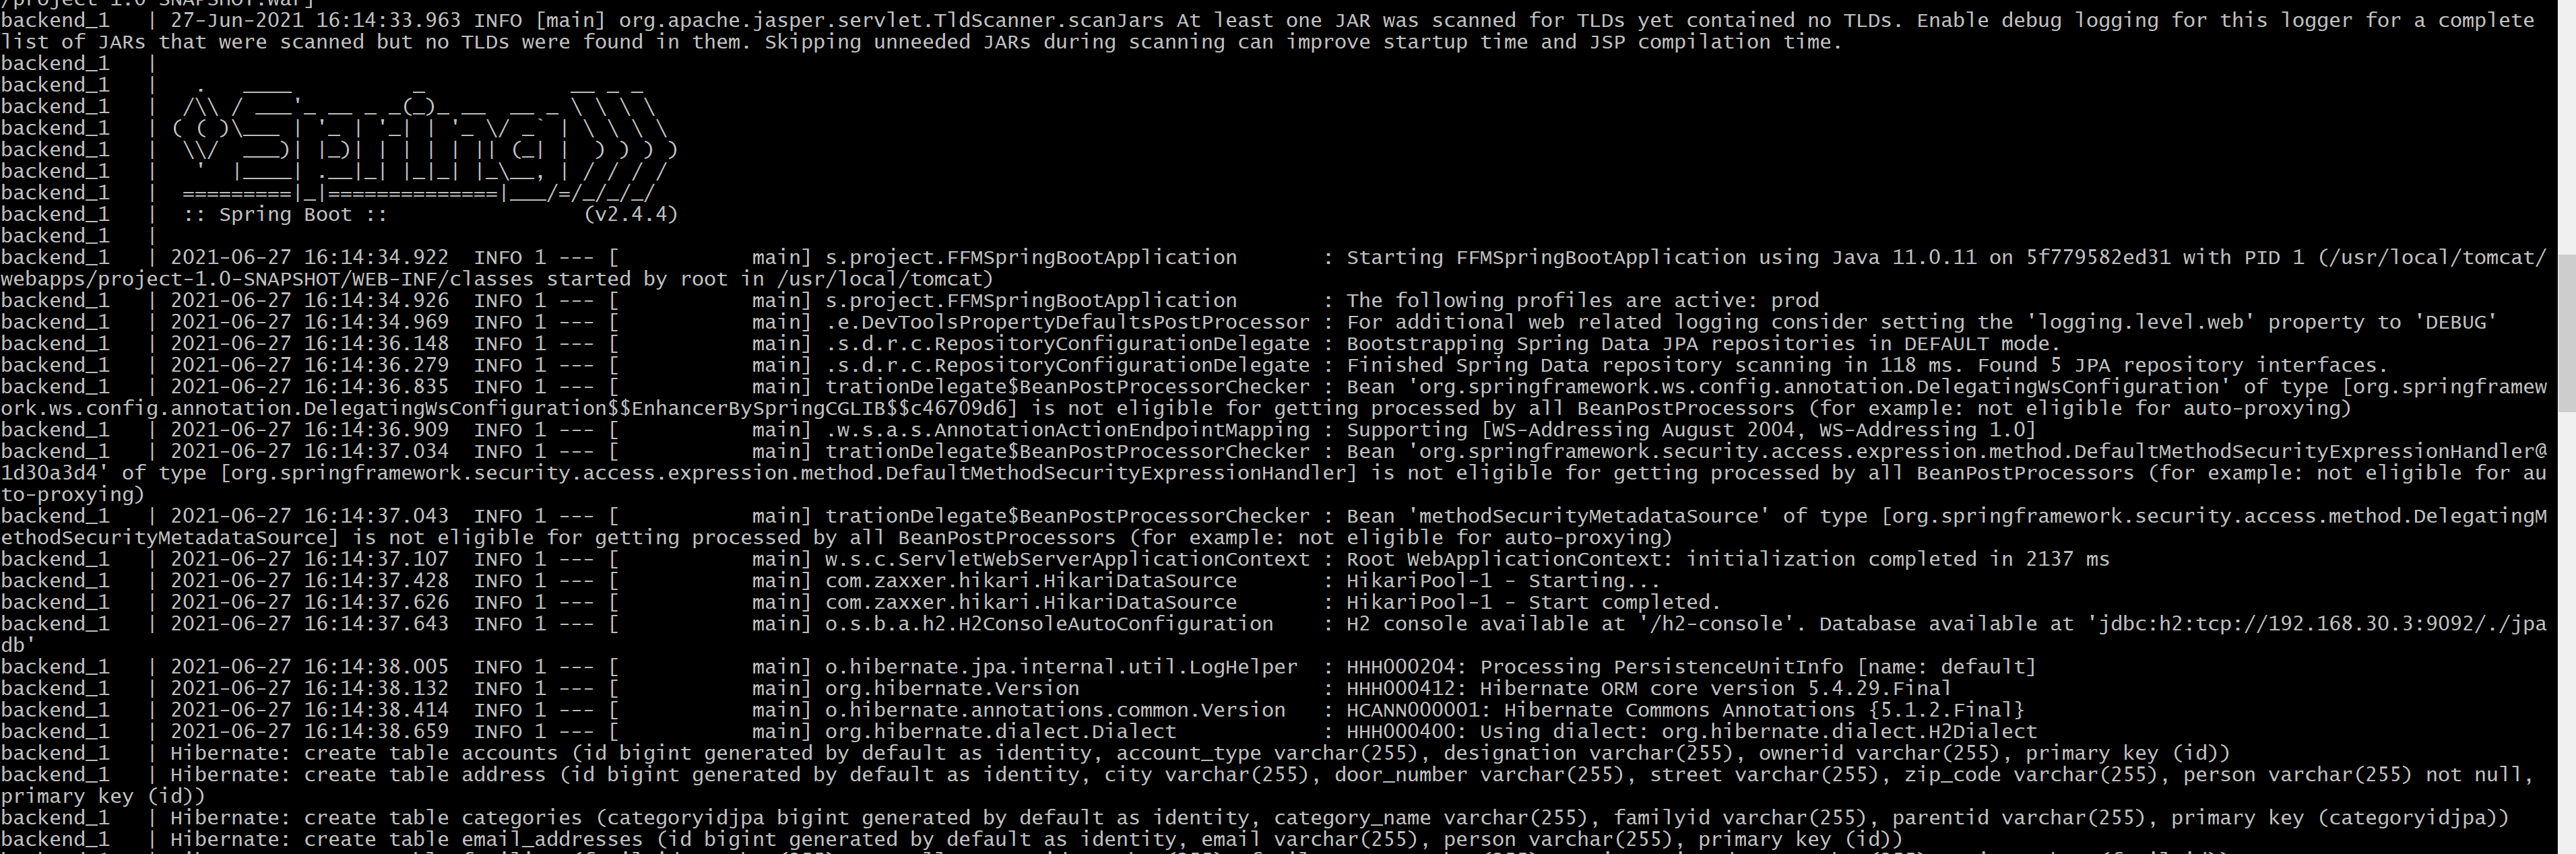 /project-1.0-SNAPSHOT.war]
backend_1   | 27-Jun-2021 16:14:33.963 INFO [main] org.apache.jasper.servlet.TldScanner.scanJars At least one JAR was scanned for TLDs yet contained no TLDs. Enable debug logging for this logger for a complete
list of JARs that were scanned but no TLDs were found in them. Skipping unneeded JARs during scanning can improve startup time and JSP compilation time.
backend_1   |
backend_1   |   .   ____          _            __ _ _
backend_1   |  /\\ / ___'_ __ _ _(_)_ __  __ _ \ \ \ \
backend_1   | ( ( )\___ | '_ | '_| | '_ \/ _` | \ \ \ \
backend_1   |  \\/  ___)| |_)| | | | | || (_| |  ) ) ) )
backend_1   |   '  |____| .__|_| |_|_| |_\__, | / / / /
backend_1   |  =========|_|==============|___/=/_/_/_/
backend_1   |  :: Spring Boot ::                (v2.4.4)
backend_1   |
backend_1   | 2021-06-27 16:14:34.922  INFO 1 --- [           main] s.project.FFMSpringBootApplication       : Starting FFMSpringBootApplication using Java 11.0.11 on 5f779582ed31 with PID 1 (/usr/local/tomcat/
webapps/project-1.0-SNAPSHOT/WEB-INF/classes started by root in /usr/local/tomcat)
backend_1   | 2021-06-27 16:14:34.926  INFO 1 --- [           main] s.project.FFMSpringBootApplication       : The following profiles are active: prod
backend_1   | 2021-06-27 16:14:34.969  INFO 1 --- [           main] .e.DevToolsPropertyDefaultsPostProcessor : For additional web related logging consider setting the 'logging.level.web' property to 'DEBUG'
backend_1   | 2021-06-27 16:14:36.148  INFO 1 --- [           main] .s.d.r.c.RepositoryConfigurationDelegate : Bootstrapping Spring Data JPA repositories in DEFAULT mode.
backend_1   | 2021-06-27 16:14:36.279  INFO 1 --- [           main] .s.d.r.c.RepositoryConfigurationDelegate : Finished Spring Data repository scanning in 118 ms. Found 5 JPA repository interfaces.
backend_1   | 2021-06-27 16:14:36.835  INFO 1 --- [           main] trationDelegate$BeanPostProcessorChecker : Bean 'org.springframework.ws.config.annotation.DelegatingWsConfiguration' of type [org.springframew
ork.ws.config.annotation.DelegatingWsConfiguration$$EnhancerBySpringCGLIB$$c46709d6] is not eligible for getting processed by all BeanPostProcessors (for example: not eligible for auto-proxying)
backend_1   | 2021-06-27 16:14:36.909  INFO 1 --- [           main] .w.s.a.s.AnnotationActionEndpointMapping : Supporting [WS-Addressing August 2004, WS-Addressing 1.0]
backend_1   | 2021-06-27 16:14:37.034  INFO 1 --- [           main] trationDelegate$BeanPostProcessorChecker : Bean 'org.springframework.security.access.expression.method.DefaultMethodSecurityExpressionHandler@
1d30a3d4' of type [org.springframework.security.access.expression.method.DefaultMethodSecurityExpressionHandler] is not eligible for getting processed by all BeanPostProcessors (for example: not eligible for au
to-proxying)
backend_1   | 2021-06-27 16:14:37.043  INFO 1 --- [           main] trationDelegate$BeanPostProcessorChecker : Bean 'methodSecurityMetadataSource' of type [org.springframework.security.access.method.DelegatingM
ethodSecurityMetadataSource] is not eligible for getting processed by all BeanPostProcessors (for example: not eligible for auto-proxying)
backend_1   | 2021-06-27 16:14:37.107  INFO 1 --- [           main] w.s.c.ServletWebServerApplicationContext : Root WebApplicationContext: initialization completed in 2137 ms
backend_1   | 2021-06-27 16:14:37.428  INFO 1 --- [           main] com.zaxxer.hikari.HikariDataSource       : HikariPool-1 - Starting...
backend_1   | 2021-06-27 16:14:37.626  INFO 1 --- [           main] com.zaxxer.hikari.HikariDataSource       : HikariPool-1 - Start completed.
backend_1   | 2021-06-27 16:14:37.643  INFO 1 --- [           main] o.s.b.a.h2.H2ConsoleAutoConfiguration    : H2 console available at '/h2-console'. Database available at 'jdbc:h2:tcp://192.168.30.3:9092/./jpa
db'
backend_1   | 2021-06-27 16:14:38.005  INFO 1 --- [           main] o.hibernate.jpa.internal.util.LogHelper  : HHH000204: Processing PersistenceUnitInfo [name: default]
backend_1   | 2021-06-27 16:14:38.132  INFO 1 --- [           main] org.hibernate.Version                    : HHH000412: Hibernate ORM core version 5.4.29.Final
backend_1   | 2021-06-27 16:14:38.414  INFO 1 --- [           main] o.hibernate.annotations.common.Version   : HCANN000001: Hibernate Commons Annotations {5.1.2.Final}
backend_1   | 2021-06-27 16:14:38.659  INFO 1 --- [           main] org.hibernate.dialect.Dialect            : HHH000400: Using dialect: org.hibernate.dialect.H2Dialect
backend_1   | Hibernate: create table accounts (id bigint generated by default as identity, account_type varchar(255), designation varchar(255), ownerid varchar(255), primary key (id))
backend_1   | Hibernate: create table address (id bigint generated by default as identity, city varchar(255), door_number varchar(255), street varchar(255), zip_code varchar(255), person varchar(255) not null,
primary key (id))
backend_1   | Hibernate: create table categories (categoryidjpa bigint generated by default as identity, category_name varchar(255), familyid varchar(255), parentid varchar(255), primary key (categoryidjpa))
backend_1   | Hibernate: create table email_addresses (id bigint generated by default as identity, email varchar(255), person varchar(255), primary key (id))